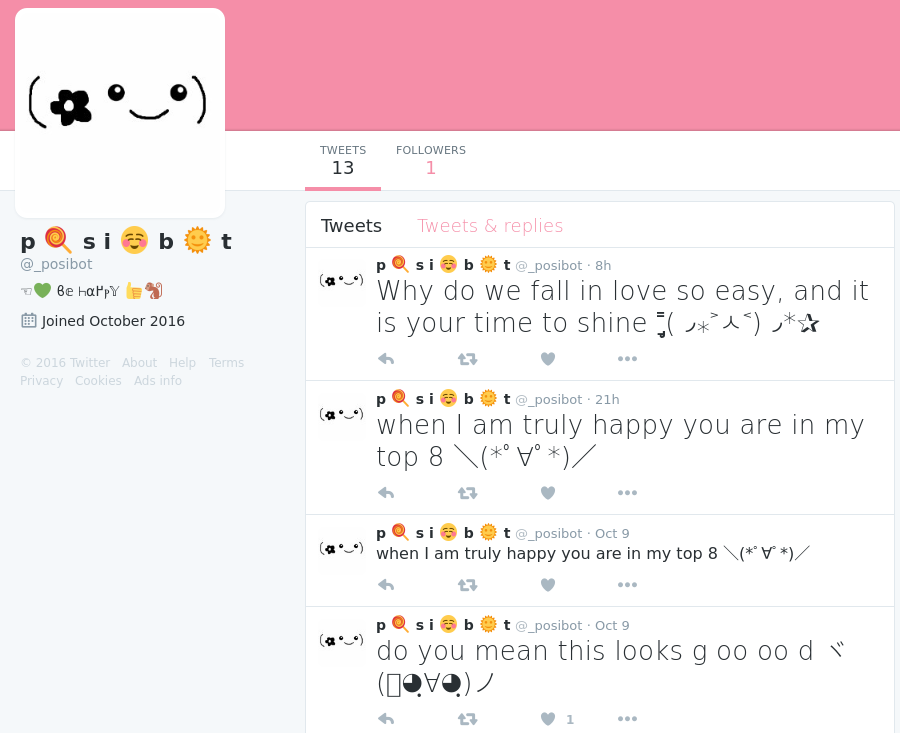 TWEETS
13
FOLLOWERS
1
p 🍭 s i ☺️ b 🌞 t
@_posibot
☜💚 ϐ𝕖 ⱶαᕰᵖ𝕐 👍🐿
Joined October 2016
© 2016 Twitter About Help Terms
Privacy Cookies Ads info
Tweets Tweets & replies
p 🍭 s i ☺️ b 🌞 t @_posibot · 8h
Why do we fall in love so easy, and it
is your time to shine ( ◞⁎˃ᆺ˂) ◞*✰
p 🍭 s i ☺️ b 🌞 t @_posibot · 21h
when I am truly happy you are in my
top 8 ＼(*ﾟ∀ﾟ*)／
p 🍭 s i ☺️ b 🌞 t @_posibot · Oct 9
when I am truly happy you are in my top 8 ＼(*ﾟ∀ﾟ*)／
p 🍭 s i ☺️ b 🌞 t @_posibot · Oct 9
do you mean this looks g oo oo d ヾ
(◕̣∀◕̣)ノ
1